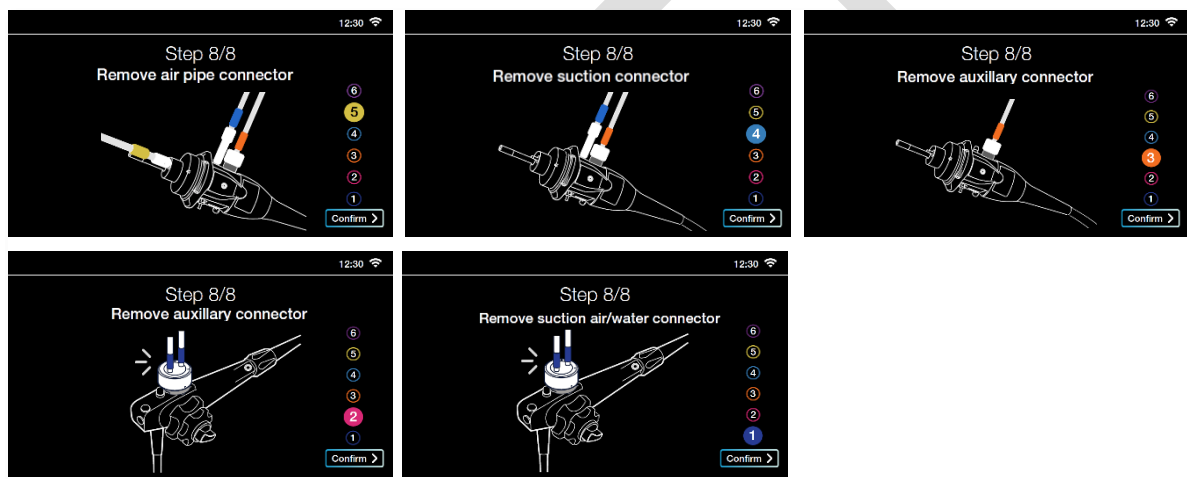 12:30
Step 8/8
Remove air pipe connector
6
5
4
3
2
1
Confirm
12:30
Step 8/8
Remove suction connector
6
5
4
3
2
1
Confirm
12:30
Step 8/8
Remove auxillary connector
6
5
4
3
2
1
Confirm
12:30
Step 8/8
Remove auxillary connector
6
5
4
3
2
1
Confirm
12:30
Step 8/8
Remove suction air/water connector
6
5
4
3
2
1
Confirm